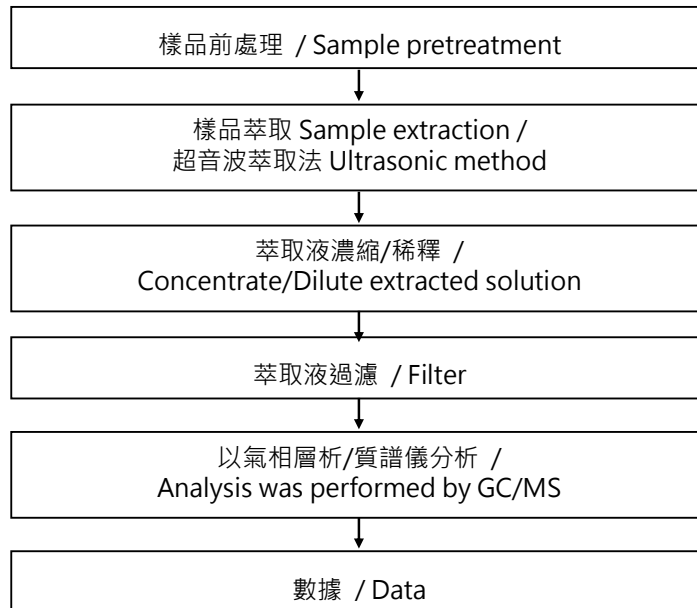 樣品前處理 / Sample pretreatment
樣品萃取 Sample extraction /
超音波萃取法 Ultrasonic method
萃取液濃縮/稀釋 /
Concentrate/Dilute extracted solution
萃取液過濾 / Filter
以氣相層析/質譜儀分析 /
Analysis was performed by GC/MS
數據 / Data